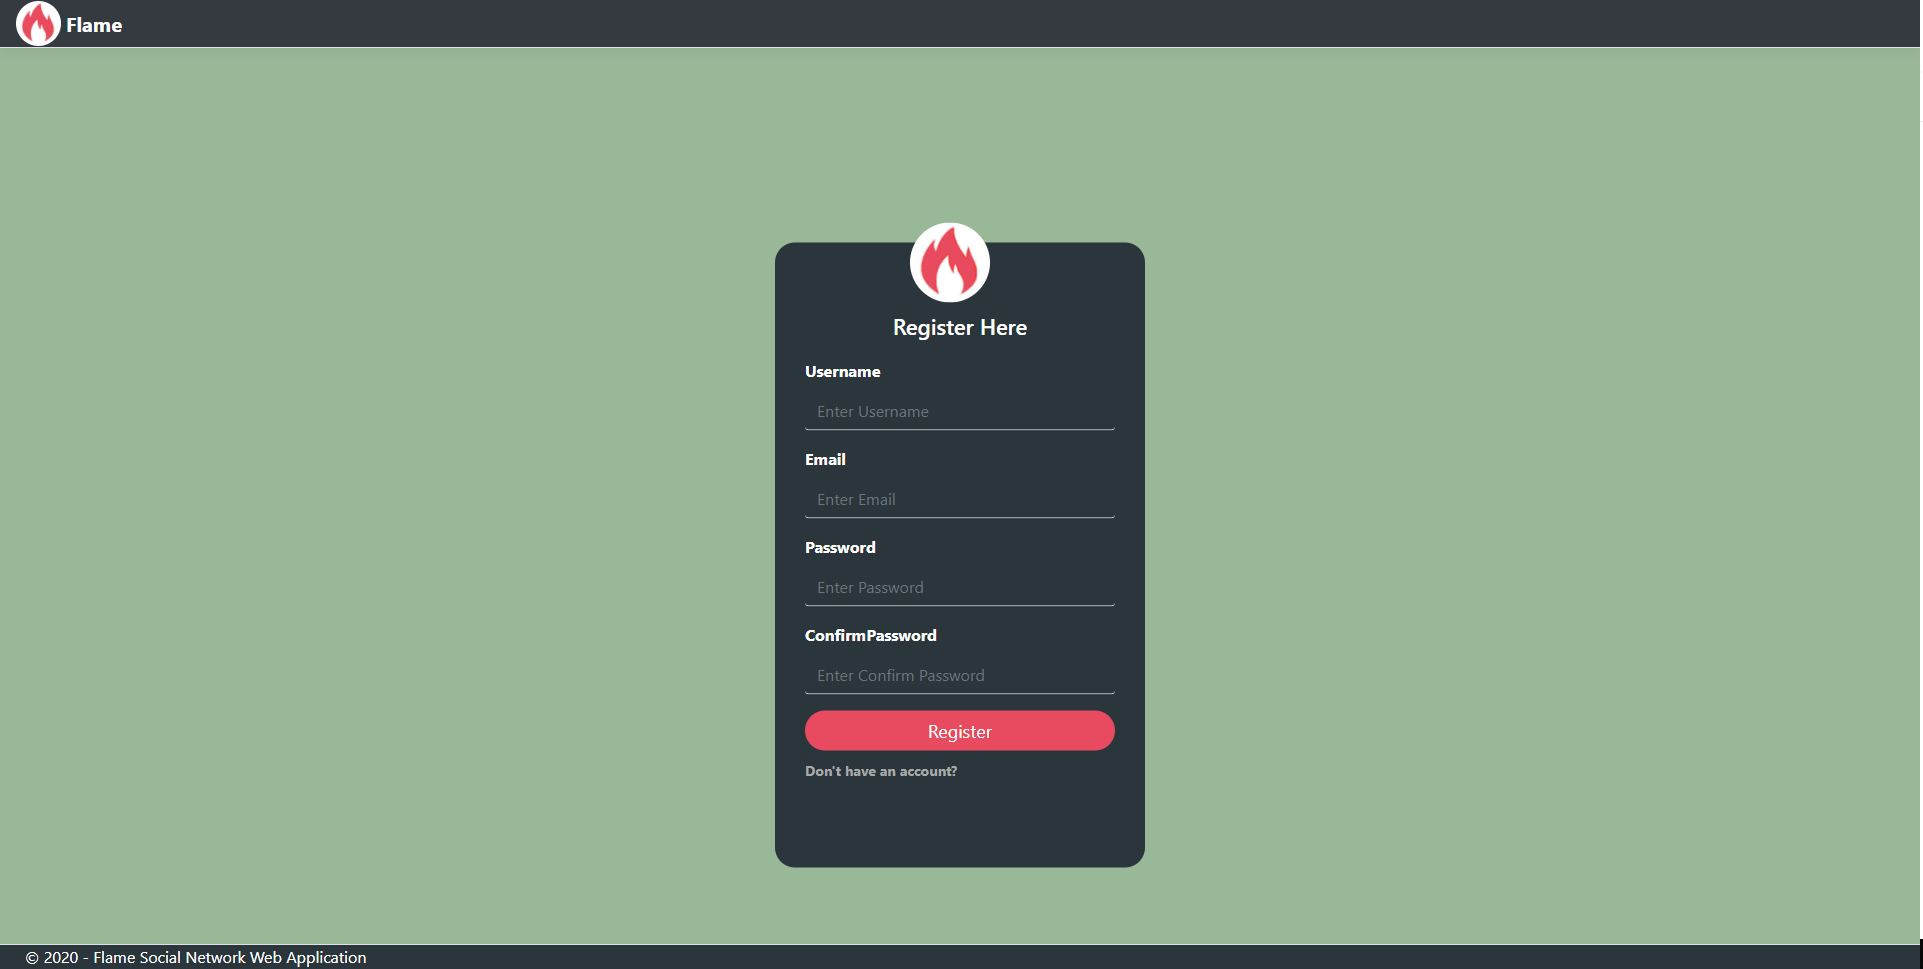 Flame
Register Here
Username
Enter Username
Email
Enter Email
Password
Enter Password
ConfirmPassword
Enter Confirm Password
Register
Don't have an account?
© 2020 - Flame Social Network Web Application